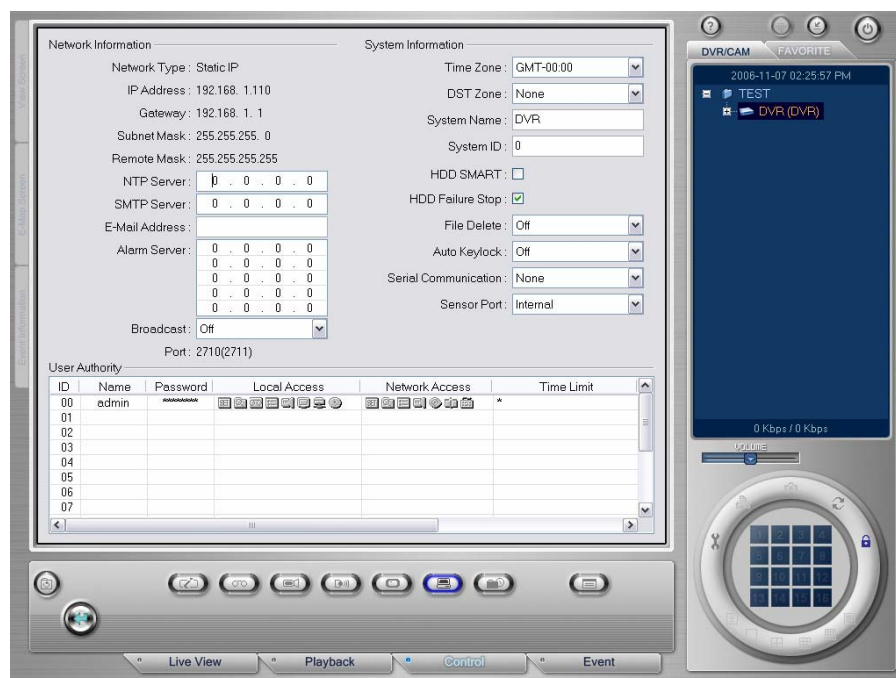 Network Information
Network Type : Static IP
IP Address : 192.168. 1.110
Gateway : 192.168. 1. 1
Subnet Mask : 255.255.255. 0
Remote Mask : 255.255.255.255
NTP Server : 0 . 0 . 0 . 0
SMTP Server : 0 . 0 . 0 . 0
E-Mail Address :
Alarm Server : 0 . 0 . 0 . 0
0 . 0 . 0 . 0
0 . 0 . 0 . 0
0 . 0 . 0 . 0
0 . 0 . 0 . 0
Broadcast : Off
Port : 2710(2711)
System Information
Time Zone : GMT-00:00
DST Zone : None
System Name : DVR
System ID : 0
HDD SMART :
HDD Failure Stop :
File Delete : Off
Auto Keylock : Off
Serial Communication : None
Sensor Port : Internal
User Authority
ID Name Password Local Access Network Access Time Limit
00 admin ******** *
01
02
03
04
05
06
07
View Screen
E-Map Screen
Event Information
DVR/CAM FAVORITE
2006-11-07 02:25:57 PM
TEST
DVR (DVR)
0 Kbps / 0 Kbps
VOLUME
1 2 3 4
5 6 7 8
9 10 11 12
13 14 15 16
Live View Playback Control Event